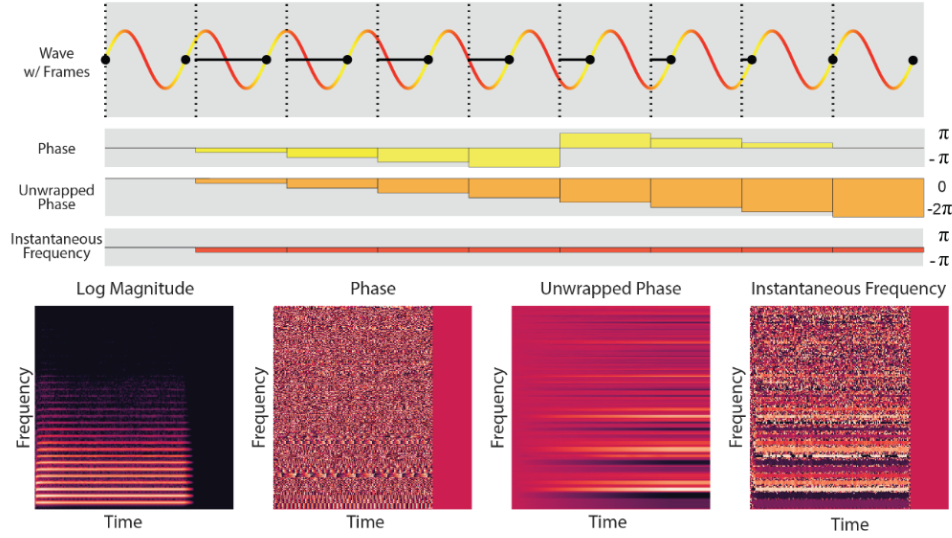 Wave
w/ Frames
Phase
π
-π
Unwrapped
Phase
0
-2π
Instantaneous
Frequency
π
-π
Log Magnitude
Phase
Unwrapped Phase
Instantaneous Frequency
Frequency
Frequency
Frequency
Frequency
Time
Time
Time
Time